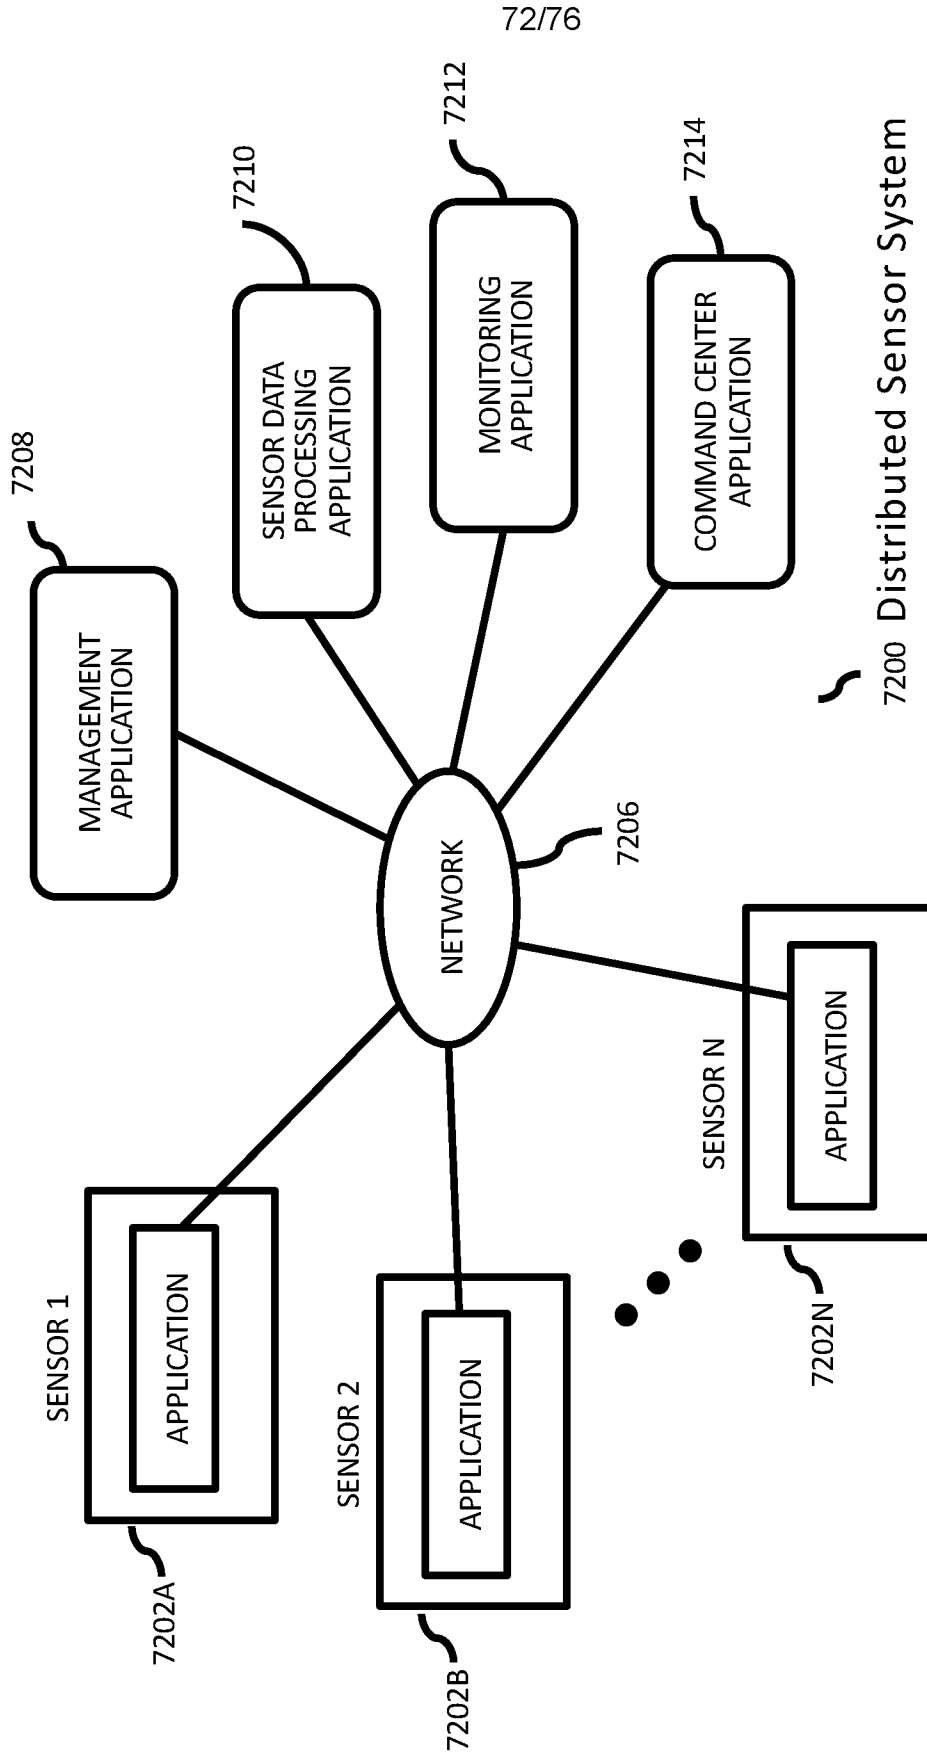 72/76
SENSOR 1
APPLICATION
7202A
SENSOR 2
APPLICATION
7202B
SENSOR N
APPLICATION
7202N
NETWORK
7206
MANAGEMENT
APPLICATION
7208
SENSOR DATA
PROCESSING
APPLICATION
7210
MONITORING
APPLICATION
7212
COMMAND CENTER
APPLICATION
7214
7200 Distributed Sensor System